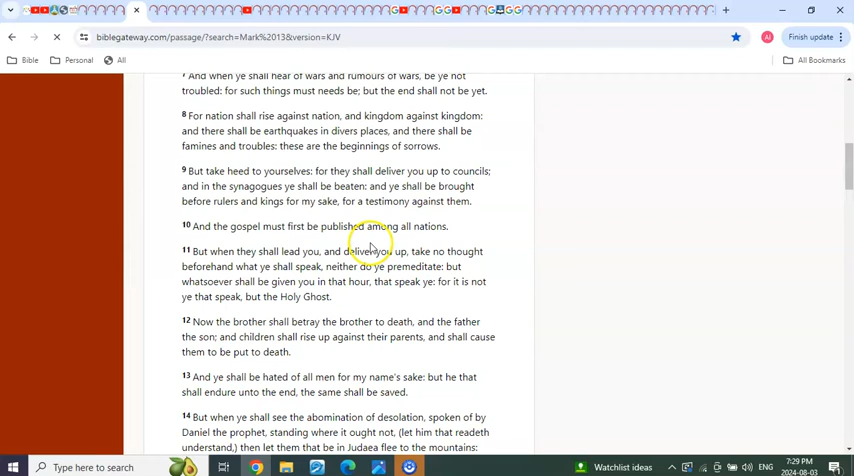 biblegateway.com/passage/?search=Mark%2013&version=KJV
AI
Finish update
Bible
Personal
All
All Bookmarks
7 And when ye shall hear of wars and rumours of wars, be ye not
troubled: for such things must needs be; but the end shall not be yet.
8 For nation shall rise against nation, and kingdom against kingdom:
and there shall be earthquakes in divers places, and there shall be
famines and troubles: these are the beginnings of sorrows.
9 But take heed to yourselves: for they shall deliver you up to councils;
and in the synagogues ye shall be beaten: and ye shall be brought
before rulers and kings for my sake, for a testimony against them.
10 And the gospel must first be published among all nations.
11 But when they shall lead you, and deliver you up, take no thought
beforehand what ye shall speak, neither do ye premeditate: but
whatsoever shall be given you in that hour, that speak ye: for it is not
ye that speak, but the Holy Ghost.
12 Now the brother shall betray the brother to death, and the father
the son; and children shall rise up against their parents, and shall cause
them to be put to death.
13 And ye shall be hated of all men for my name's sake: but he that
shall endure unto the end, the same shall be saved.
14 But when ye shall see the abomination of desolation, spoken of by
Daniel the prophet, standing where it ought not, (let him that readeth
understand,) then let them that be in Judaea flee to the mountains:
Type here to search
Watchlist ideas
ENG
7:29 PM
2024-08-03